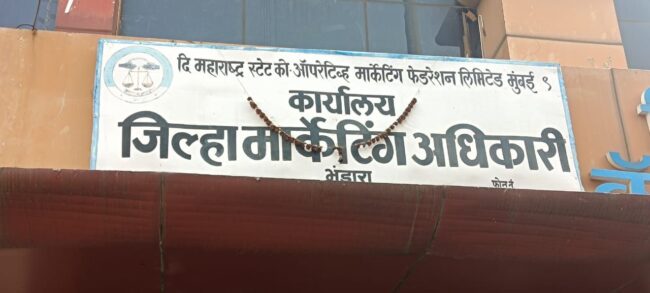 दि महाराष्ट्र स्टेट को-ऑपरेटिव्ह मार्केटिंग फेडरेशन लिमिटेड मुंबई ९
कार्यालय
जिल्हा मार्केटिंग अधिकारी
भंडारा
फोन नं